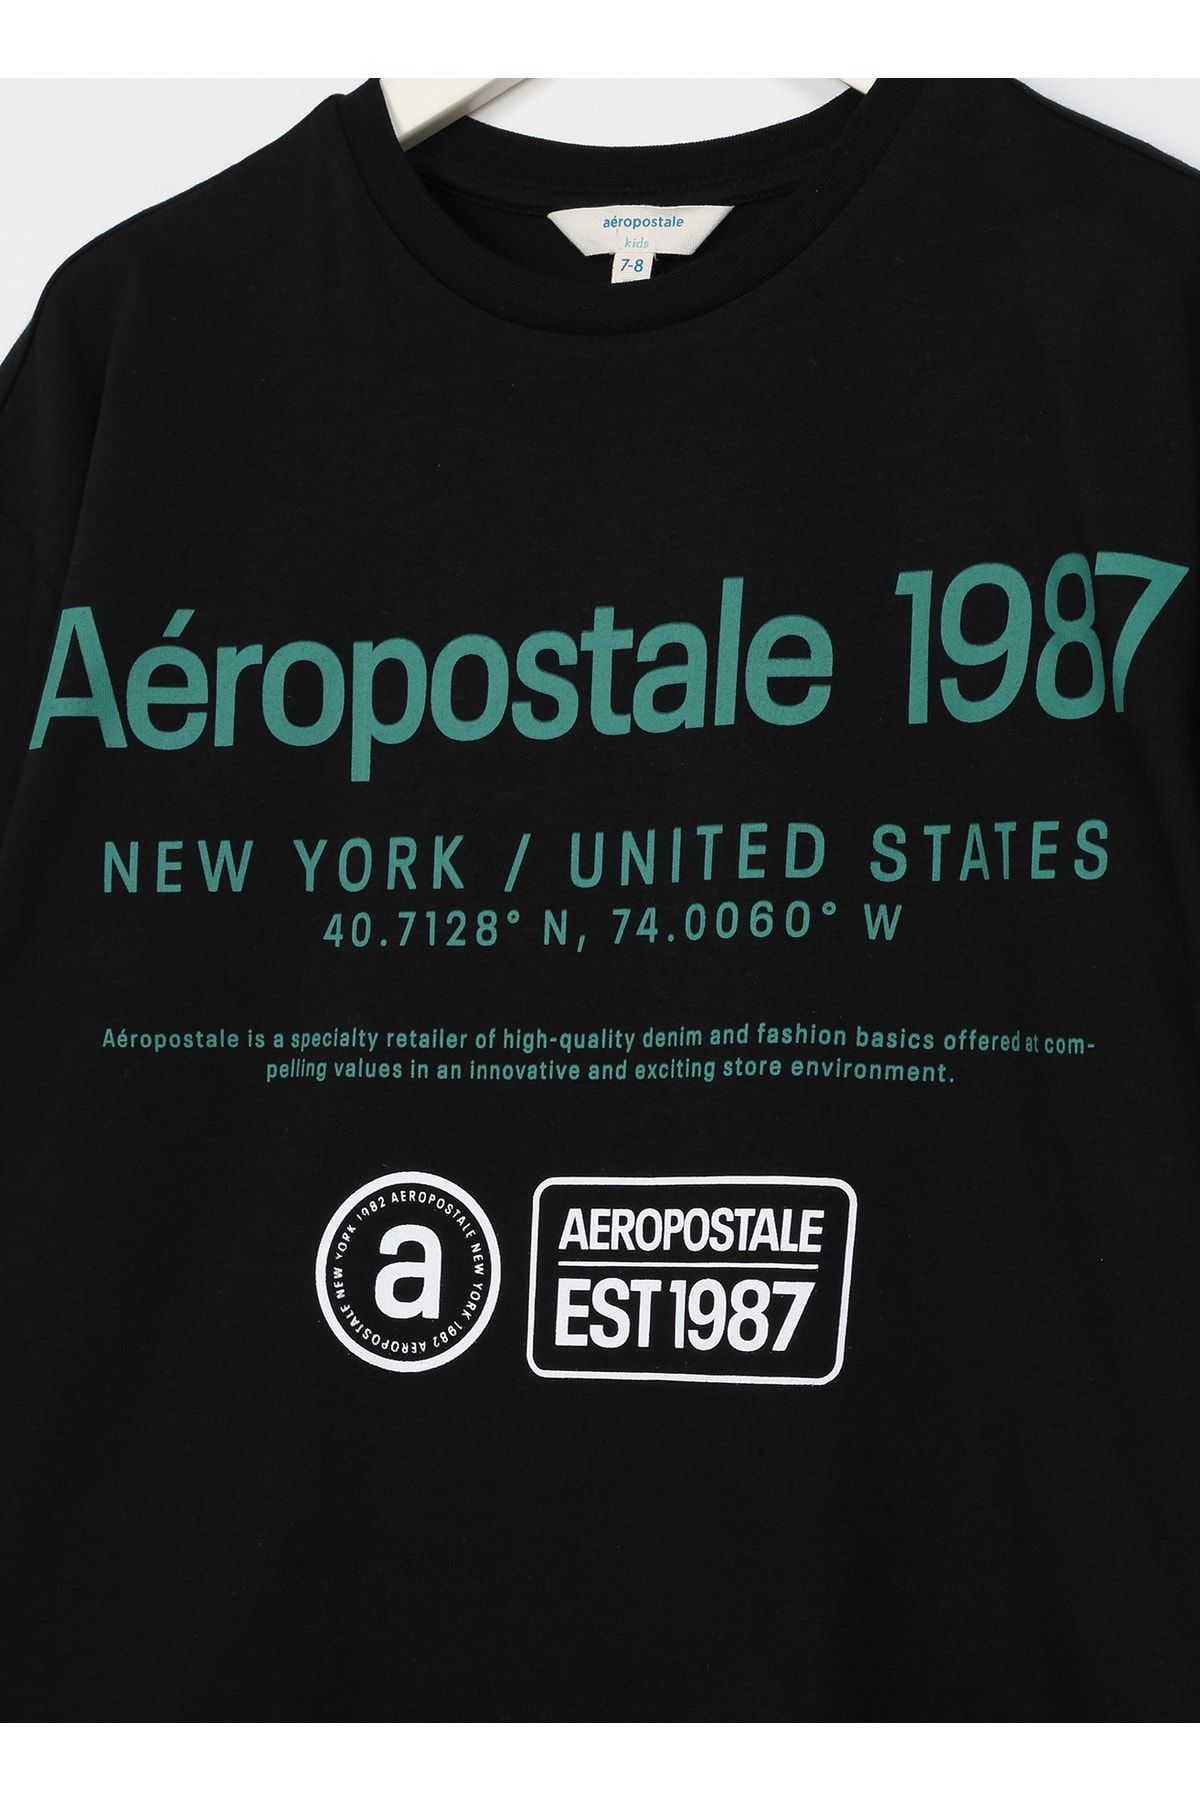 aéropostale
kids
7-8
Aéropostale 1987
NEW YORK / UNITED STATES
40.7128° N, 74.0060° W
Aéropostale is a specialty retailer of high-quality denim and fashion basics offered at com-
pelling values in an innovative and exciting store environment.
AEROPOSTALE NEW YORK 1982 AEROPOSTALE NEW YORK 1982
a
AEROPOSTALE
EST 1987